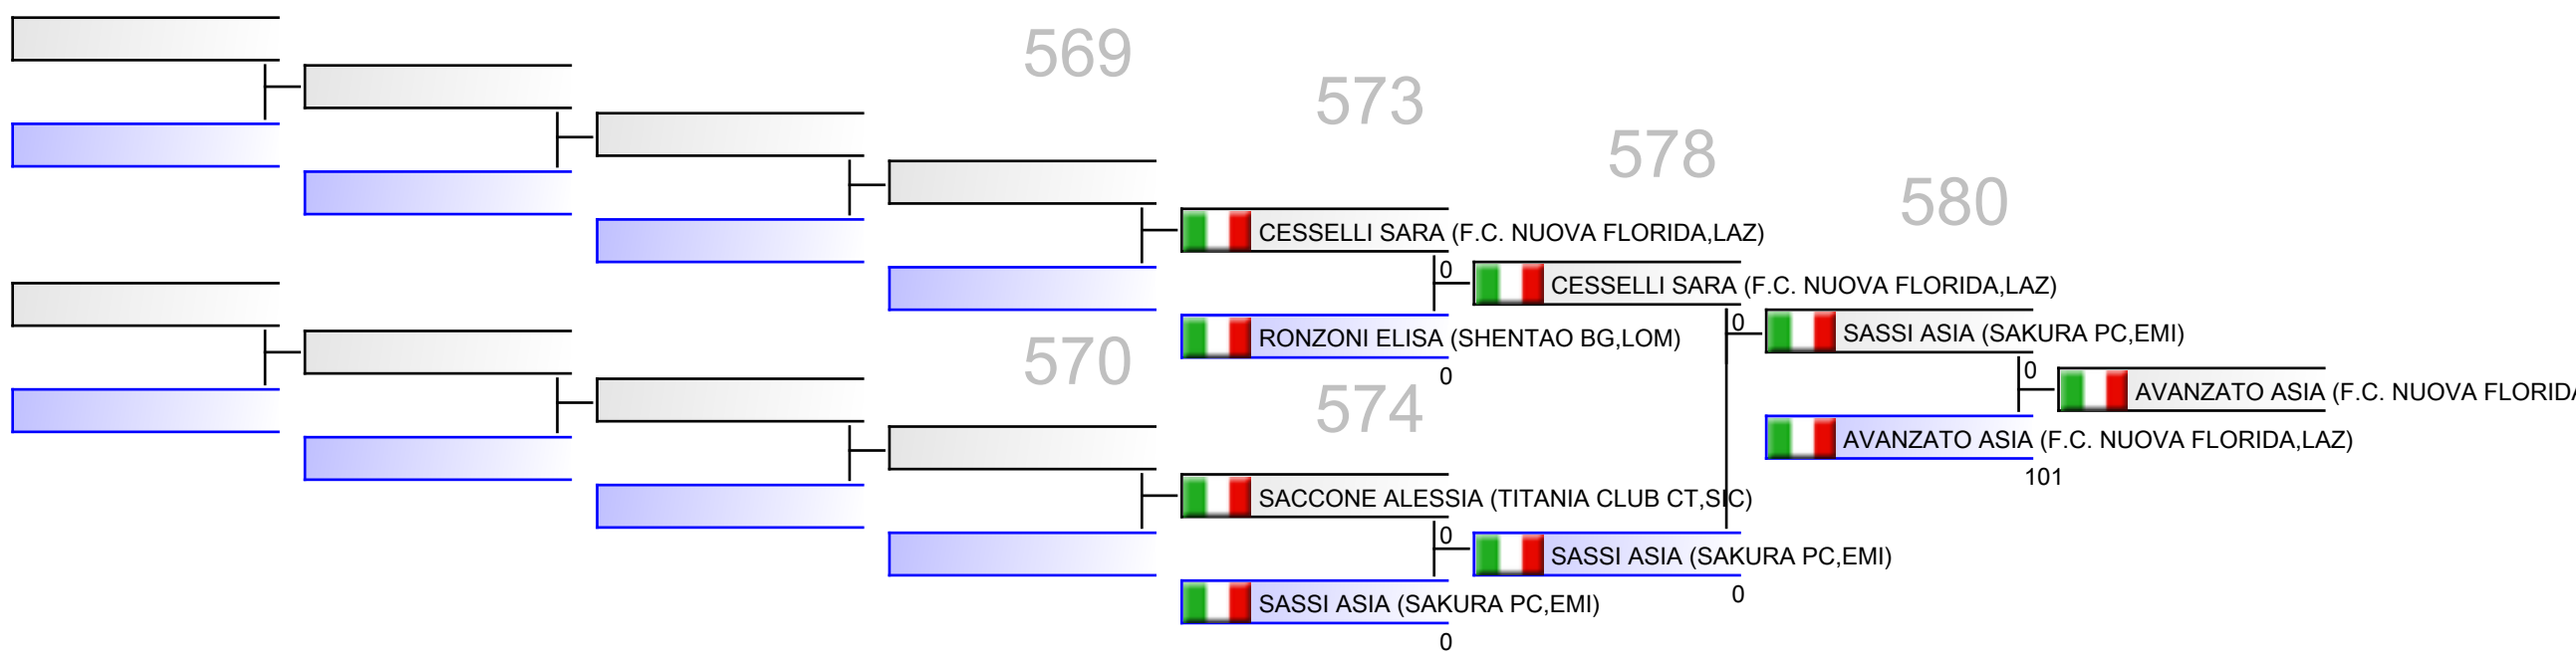 569
573
578
580
CESSELLI SARA (F.C. NUOVA FLORIDA,LAZ)
0
CESSELLI SARA (F.C. NUOVA FLORIDA,LAZ)
0
SASSI ASIA (SAKURA PC,EMI)
RONZONI ELISA (SHENTAO BG,LOM)
0
570
0
AVANZATO ASIA (F.C. NUOVA FLORIDA
574
AVANZATO ASIA (F.C. NUOVA FLORIDA,LAZ)
101
SACCONE ALESSIA (TITANIA CLUB CT,SIC)
0
SASSI ASIA (SAKURA PC,EMI)
0
SASSI ASIA (SAKURA PC,EMI)
0